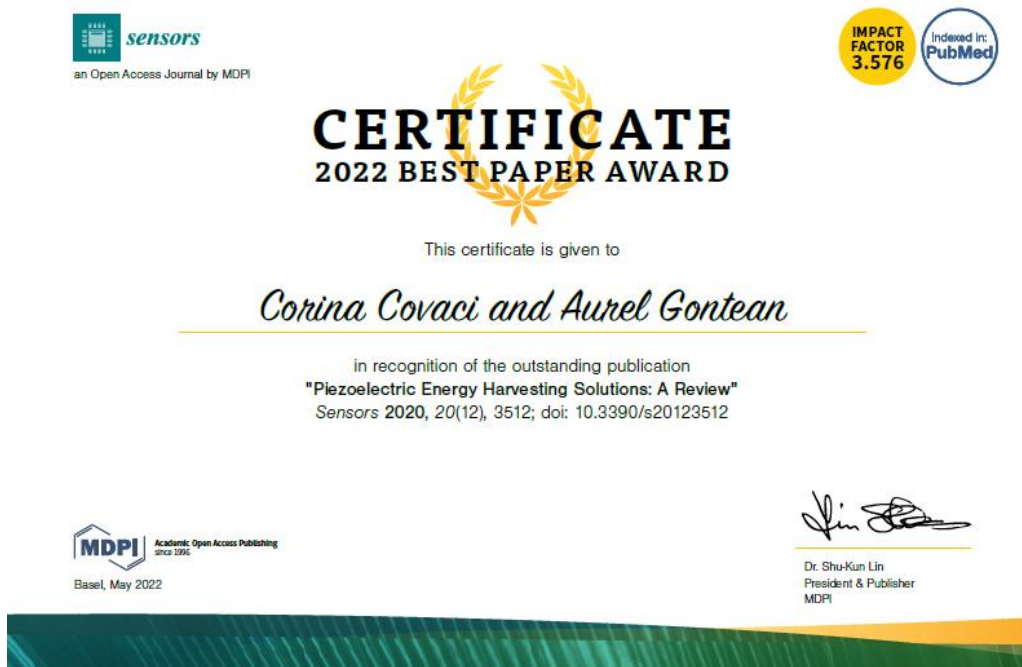 sensors
an Open Access Journal by MDPI
IMPACT
FACTOR
3.576
Indexed in:
PubMed
CERTIFICATE
2022 BEST PAPER AWARD
This certificate is given to
Corina Covaci and Aurel Gontean
in recognition of the outstanding publication
"Piezoelectric Energy Harvesting Solutions: A Review"
Sensors 2020, 20(12), 3512; doi: 10.3390/s20123512
MDPI
Academic Open Access Publishing
since 1996
Basel, May 2022
Dr. Shu-Kun Lin
President & Publisher
MDPI